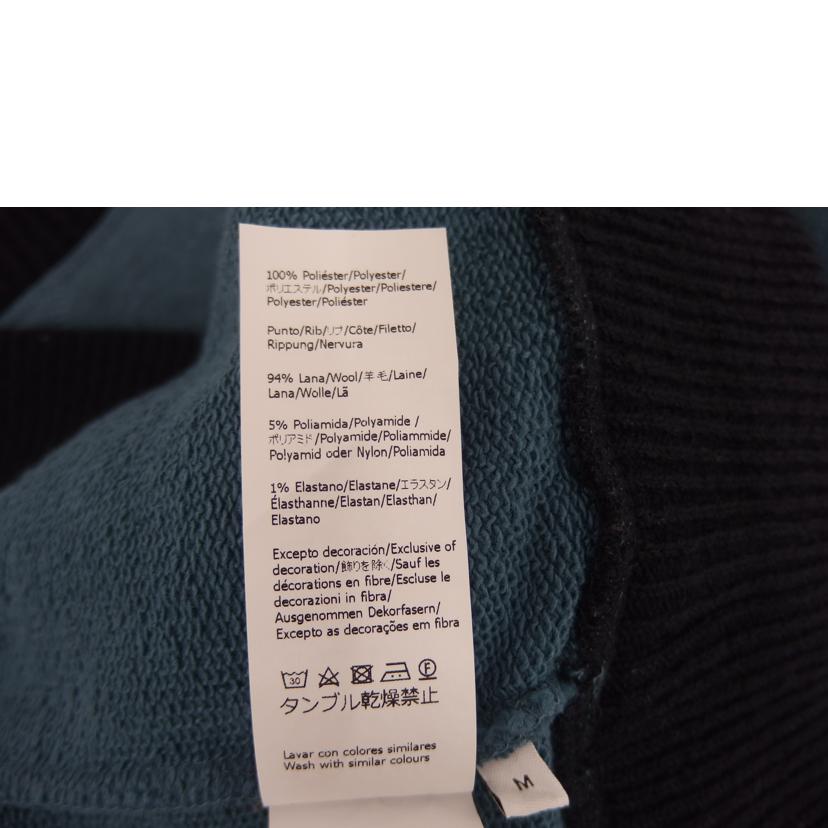 100% Poliéster/Polyester/
ポリエステル/Polyester/Poliestere/
Polyester/Poliéster
Punto/Rib/リブ/Côte/Filetto/
Rippung/Nervura
94% Lana/Wool/羊毛/Laine/
Lana/Wolle/Lã
5% Poliamida/Polyamide /
ポリアミド/Polyamide/Poliammide/
Polyamid oder Nylon/Poliamida
1% Elastano/Elastane/エラスタン/
Élasthanne/Elastan/Elasthan/
Elastano
Excepto decoración/Exclusive of
decoration/飾りを除く/Sauf les
décorations en fibre/Escluse le
decorazioni in fibra/
Ausgenommen Dekorfasern/
Excepto as decorações em fibra
30 F
タンブル乾燥禁止
Lavar con colores similares
Wash with similar colours
M